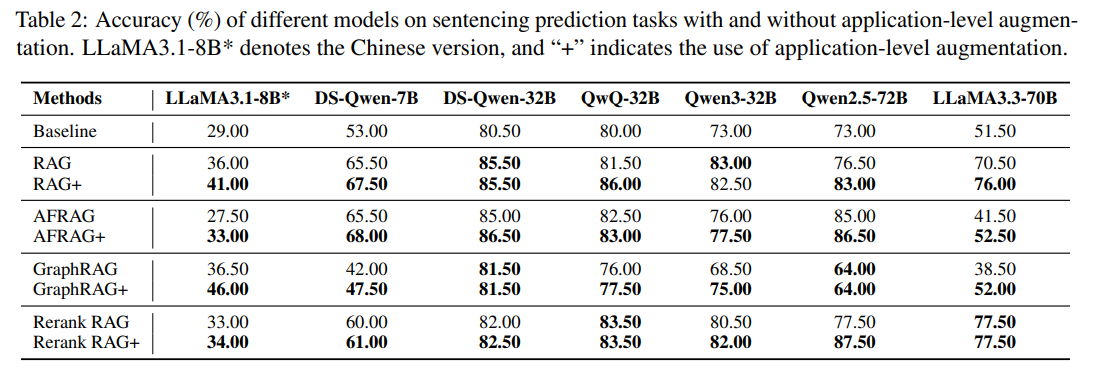 Table 2: Accuracy (%) of different models on sentencing prediction tasks with and without application-level augmen-
tation. LLaMA3.1-8B* denotes the Chinese version, and “+” indicates the use of application-level augmentation.
Methods LLaMA3.1-8B* DS-Qwen-7B DS-Qwen-32B QwQ-32B Qwen3-32B Qwen2.5-72B LLaMA3.3-70B
Baseline 29.00 53.00 80.50 80.00 73.00 73.00 51.50
RAG 36.00 65.50 85.50 81.50 83.00 76.50 70.50
RAG+ 41.00 67.50 85.50 86.00 82.50 83.00 76.00
AFRAG 27.50 65.50 85.00 82.50 76.00 85.00 41.50
AFRAG+ 33.00 68.00 86.50 83.00 77.50 86.50 52.50
GraphRAG 36.50 42.00 81.50 76.00 68.50 64.00 38.50
GraphRAG+ 46.00 47.50 81.50 77.50 75.00 64.00 52.00
Rerank RAG 33.00 60.00 82.00 83.50 80.50 77.50 77.50
Rerank RAG+ 34.00 61.00 82.50 83.50 82.00 87.50 77.50